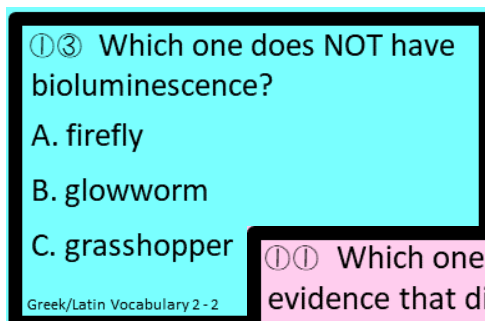 ①③ Which one does NOT have
bioluminescence?
A. firefly
B. glowworm
C. grasshopper
Greek/Latin Vocabulary 2 - 2
①① Which one
evidence that